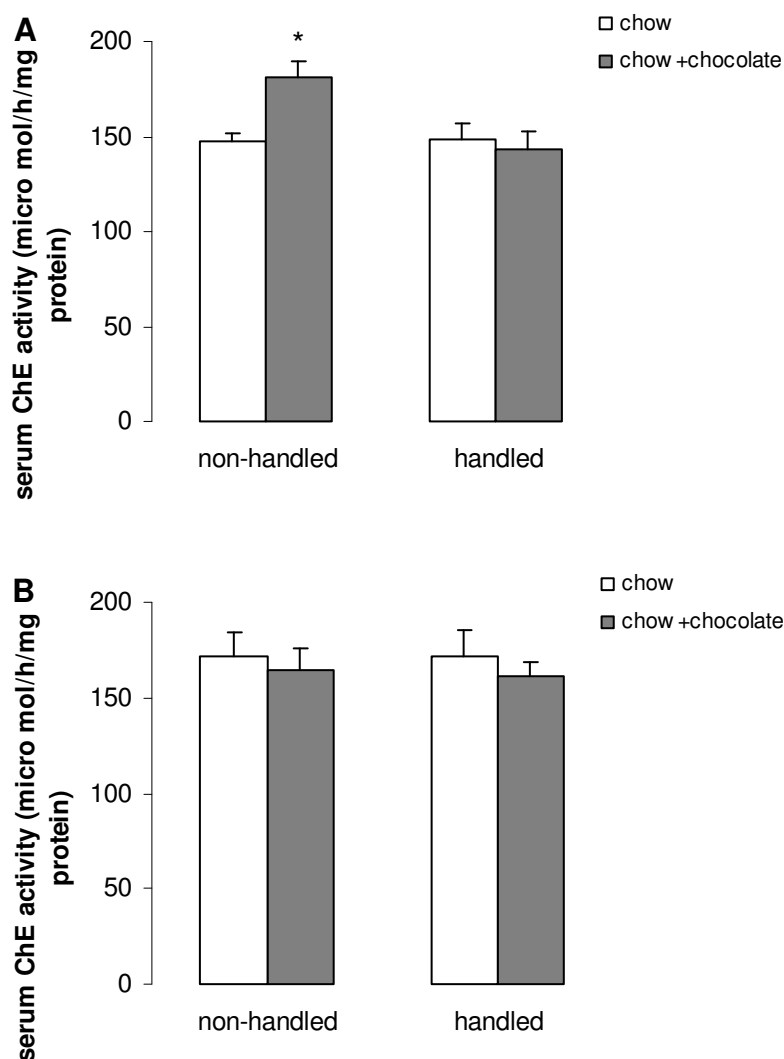 A
serum ChE activity (micro mol/h/mg
protein)
200
150
100
50
0
*
non-handled
handled
chow
chow +chocolate
B
serum ChE activity (micro mol/h/mg
protein)
200
150
100
50
0
non-handled
handled
chow
chow +chocolate